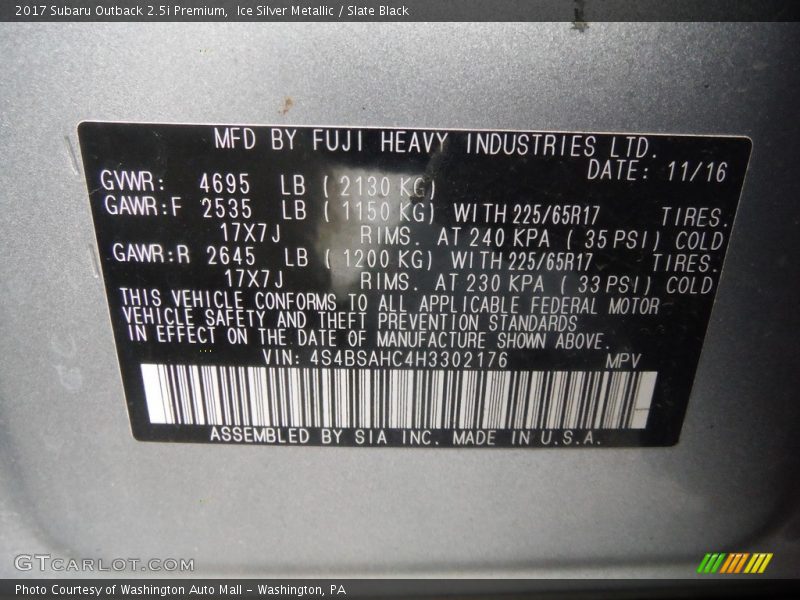 2017 Subaru Outback 2.5i Premium, Ice Silver Metallic / Slate Black
MFD BY FUJI HEAVY INDUSTRIES LTD.
DATE: 11/16
GVWR: 4695 LB ( 2130 KG)
GAWR:F 2535 LB ( 1150 KG) WITH 225/65R17 TIRES.
17X7J RIMS. AT 240 KPA ( 35 PSI) COLD
GAWR:R 2645 LB ( 1200 KG) WITH 225/65R17 TIRES.
17X7J RIMS. AT 230 KPA ( 33 PSI) COLD
THIS VEHICLE CONFORMS TO ALL APPLICABLE FEDERAL MOTOR
VEHICLE SAFETY AND THEFT PREVENTION STANDARDS
IN EFFECT ON THE DATE OF MANUFACTURE SHOWN ABOVE.
VIN: 4S4BSAHC4H3302176 MPV
ASSEMBLED BY SIA INC. MADE IN U.S.A.
GTCarLot.com
Photo Courtesy of Washington Auto Mall - Washington, PA